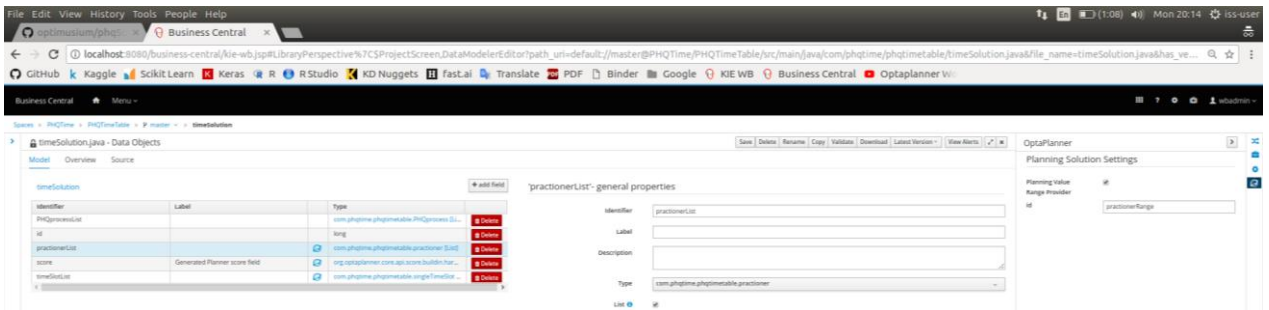 File Edit View History Tools People Help
En (1:08) Mon 20:14 iss-user
optimusium/phqS
Business Central
localhost:8080/business-central/kie-wb.jsp#LibraryPerspective%7C$ProjectScreen,DataModelerEditor?path_uri=default://master@PHQTime/PHQTimeTable/src/main/java/com/phqtime/phqtimetable/timeSolution.java&file_name=timeSolution.java&has_ve...
GitHub Kaggle ScikitLearn Keras R RStudio KD Nuggets fast.ai Translate PDF Binder Google KIE WB Business Central Optaplanner
Business Central Menu
wbadmin
Spaces > PHQTime > PHQTimeTable > master > timeSolution
timeSolution.java - Data Objects
Save Delete Rename Copy Validate Download Latest Version View Alerts
Model Overview Source
timeSolution
+ add field
Identifier Label Type
PHQprocessList com.phqtime.phqtimetable.PHQprocess [Li... Delete
id long Delete
practionerList com.phqtime.phqtimetable.practioner [List] Delete
score Generated Planner score field org.optaplanner.core.api.score.buildin.har... Delete
timeSlotList com.phqtime.phqtimetable.singleTimeSlot ... Delete
'practionerList'- general properties
Identifier practionerList
Label
Description
Type com.phqtime.phqtimetable.practioner
List
OptaPlanner
Planning Solution Settings
Planning Value
Range Provider
id practionerRange